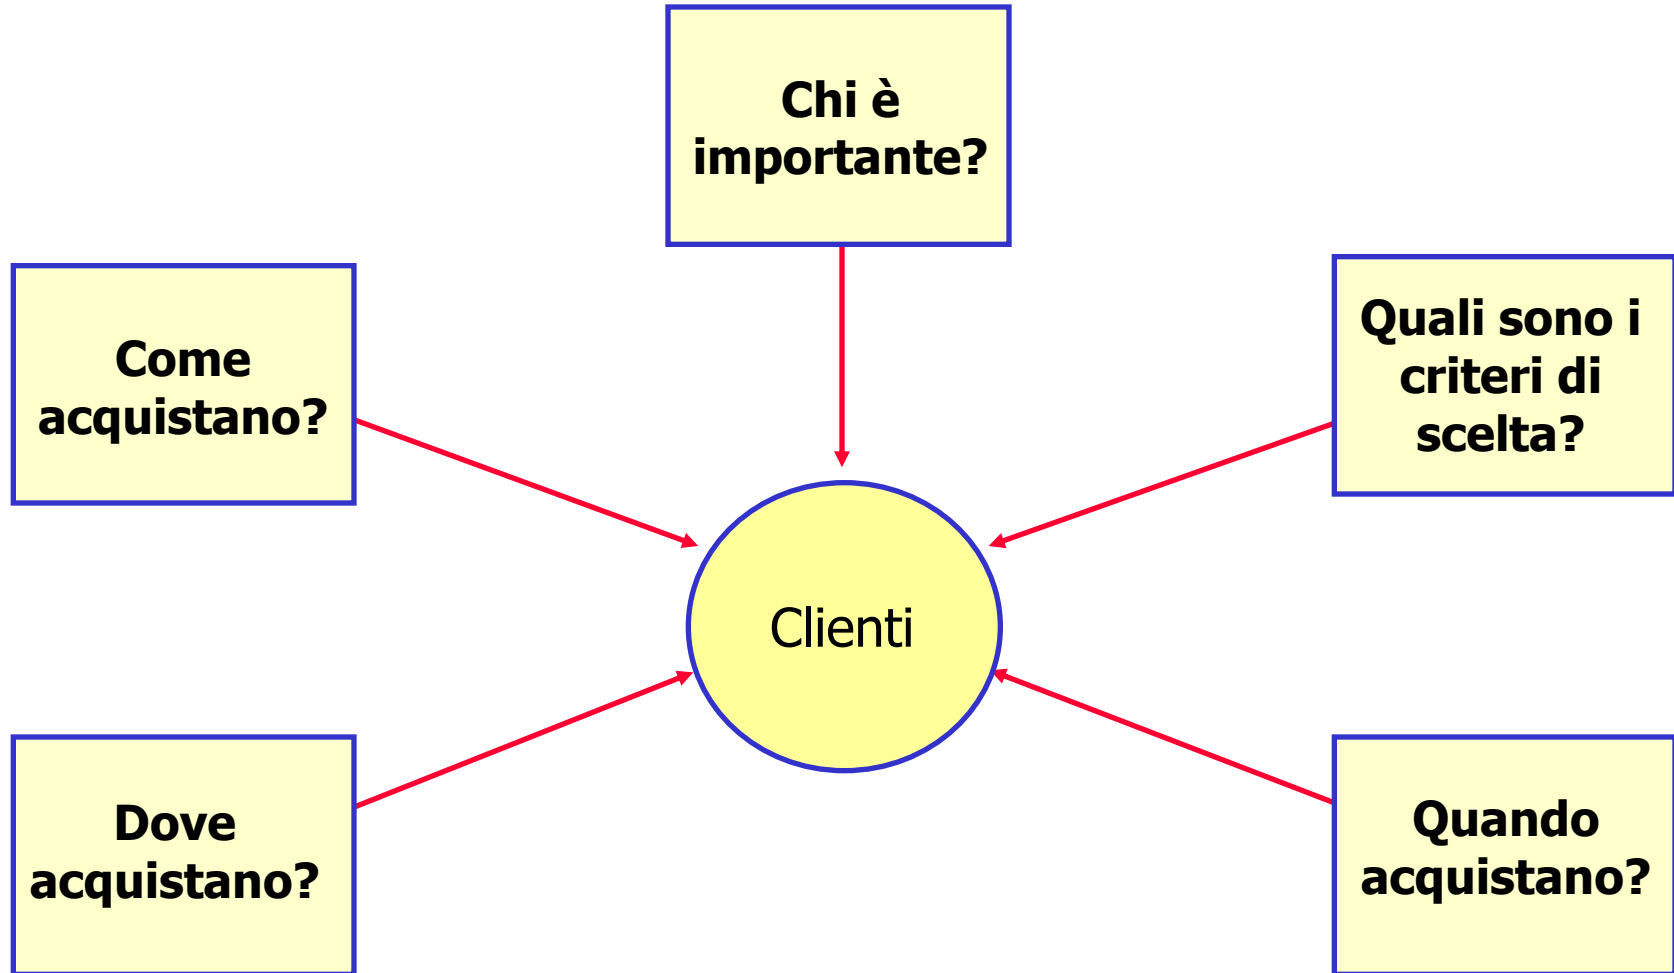 Chi è
importante?
Come
acquistano?
Quali sono i
criteri di
scelta?
Clienti
Dove
acquistano?
Quando
acquistano?